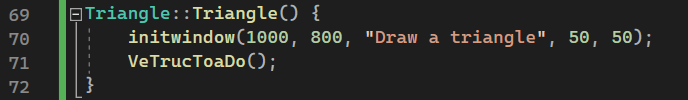 69 Triangle::Triangle() {
70 initwindow(1000, 800, "Draw a triangle", 50, 50);
71 VeTrucToaDo();
72 }